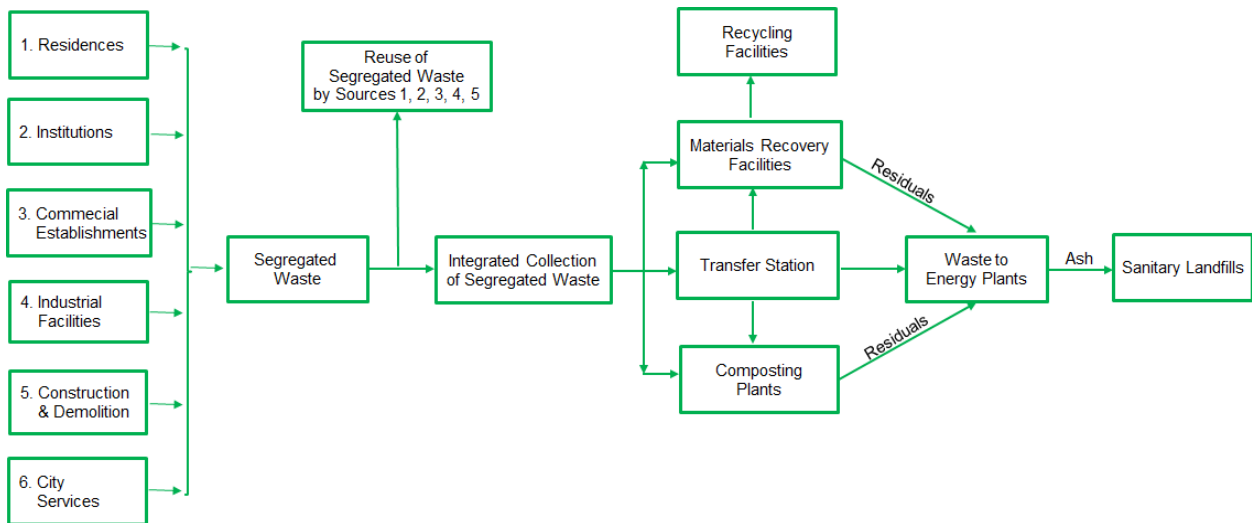 1. Residences
2. Institutions
3. Commecial
Establishments
4. Industrial
Facilities
5. Construction
& Demolition
6. City
Services
Segregated
Waste
Reuse of
Segregated Waste
by Sources 1, 2, 3, 4, 5
Integrated Collection
of Segregated Waste
Recycling
Facilities
Materials Recovery
Facilities
Transfer Station
Composting
Plants
Residuals
Residuals
Waste to
Energy Plants
Ash
Sanitary Landfills